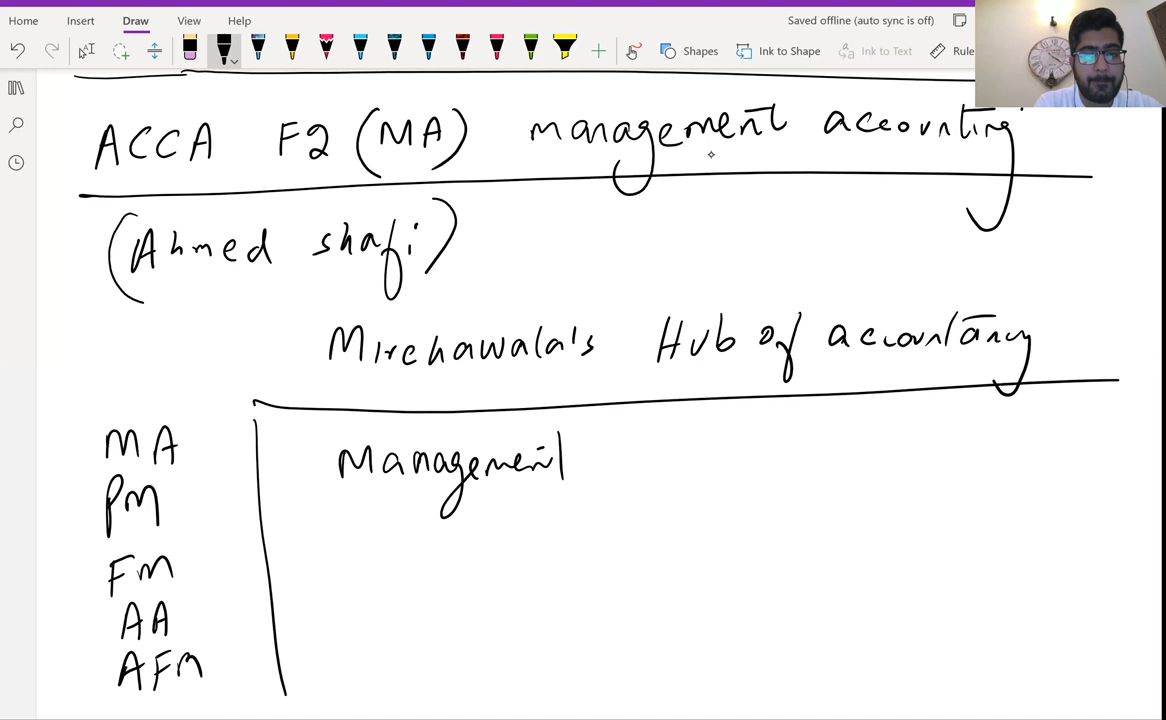 Home Insert Draw View Help Saved offline (auto sync is off)
Shapes Ink to Shape Ink to Text Rule
ACCA F2 (MA) management accounting
(Ahmed shafi)
Mirchawala's Hub of accountancy
MA Management
PM
FM
AA
AFM